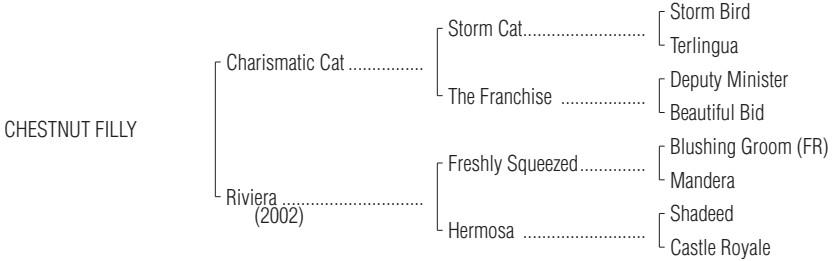 Storm Bird
Storm Cat..........................
Terlingua
Charismatic Cat ................
Deputy Minister
The Franchise ..................
Beautiful Bid
CHESTNUT FILLY
Blushing Groom (FR)
Freshly Squeezed..............
Mandera
Riviera ..............................
(2002)
Shadeed
Hermosa ..........................
Castle Royale